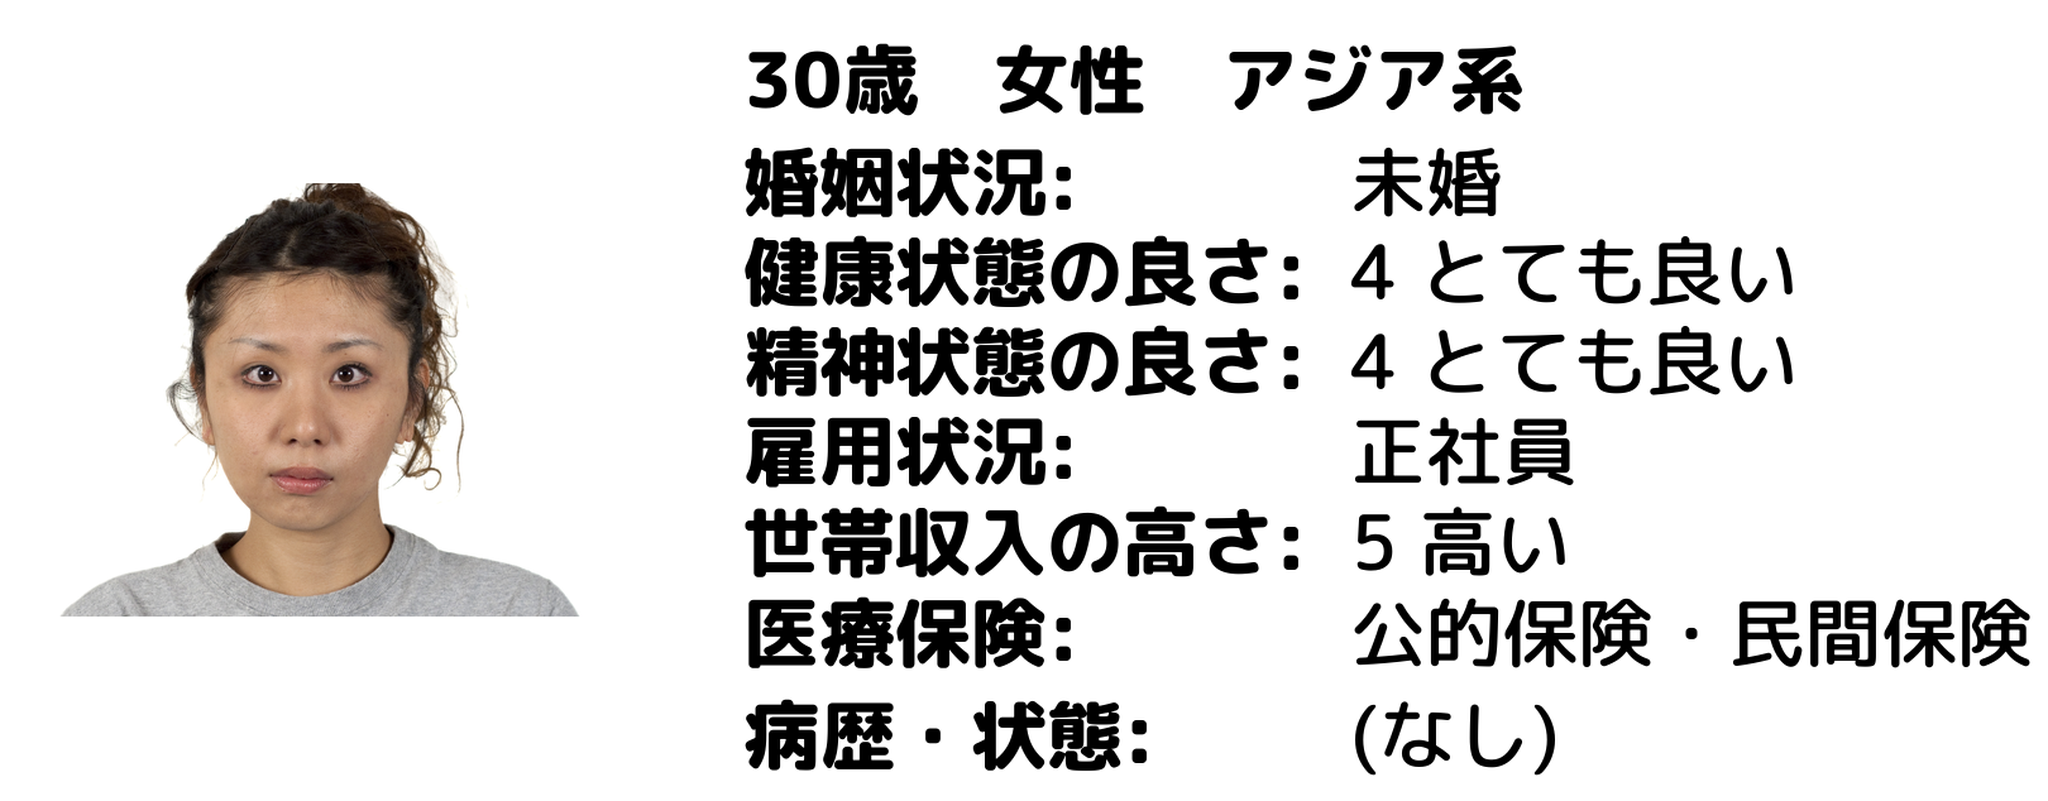 30歳　女性　アジア系
婚姻状況: 未婚
健康状態の良さ: 4 とても良い
精神状態の良さ: 4 とても良い
雇用状況: 正社員
世帯収入の高さ: 5 高い
医療保険: 公的保険・民間保険
病歴・状態: (なし)